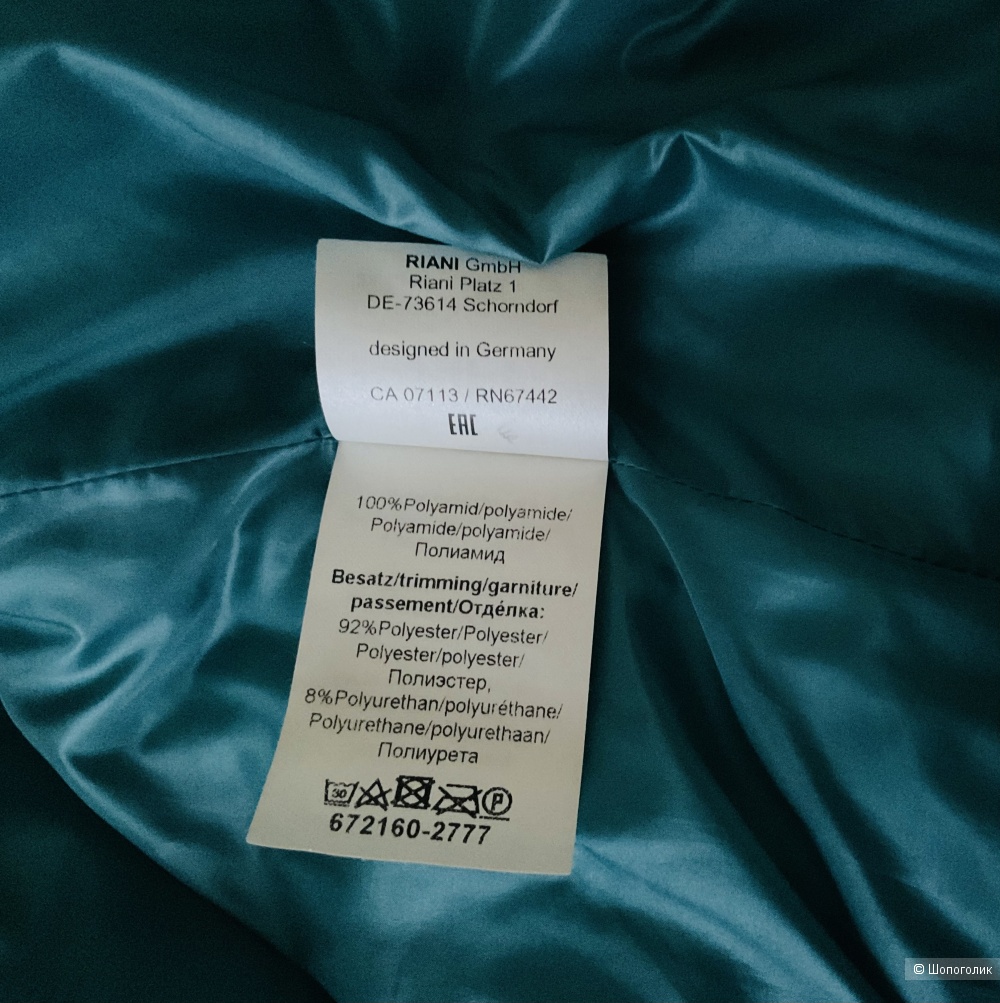 RIANI GmbH
Riani Platz 1
DE-73614 Schorndorf
designed in Germany
CA 07113 / RN67442
EAC
100%Polyamid/polyamide/
Polyamide/polyamide/
Полиамид
Besatz/trimming/garniture/
passement/Отде́лка:
92%Polyester/Polyester/
Polyester/polyester/
Полиэстер,
8%Polyurethan/polyuréthane/
Polyurethane/polyurethaan/
Полиурета
30 P
672160-2777
© Шопоголик